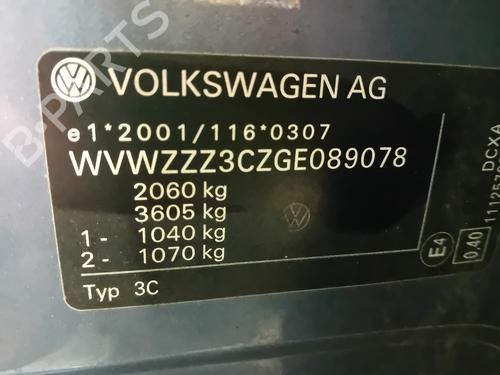 VOLKSWAGEN AG
e1*2001/116*0307
WVWZZZ3CZGE089078
2060 kg
3605 kg
1- 1040 kg
2- 1070 kg
Typ 3C
E4
0,40
DCXA
B-PARTS